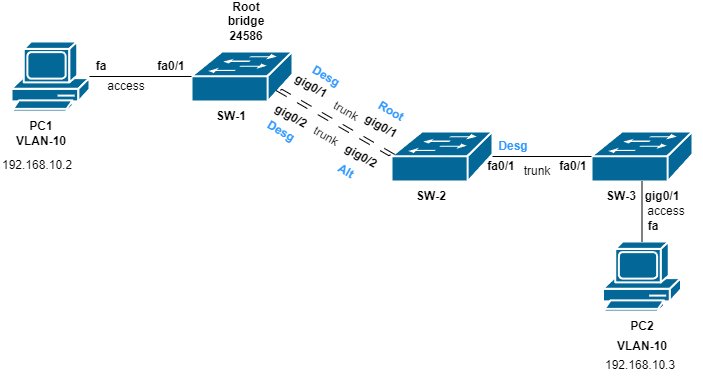 Root
bridge
24586
fa
fa0/1
access
SW-1
PC1
VLAN-10
192.168.10.2
Desg
gig0/1
trunk
Root
gig0/1
gig0/2
Desg
trunk
gig0/2
Alt
SW-2
Desg
fa0/1
trunk
fa0/1
SW-3
gig0/1
access
fa
PC2
VLAN-10
192.168.10.3